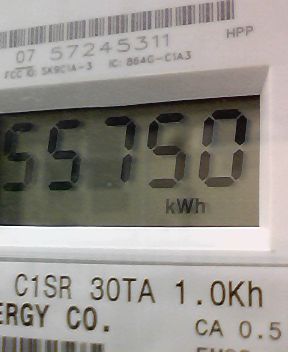 HPP
07 57245311
FCC ID: SK9C1A-3 IC: 864G-C1A3
55750
kWh
C1SR 30TA 1.0Kh
ERGY CO.
CA 0.5